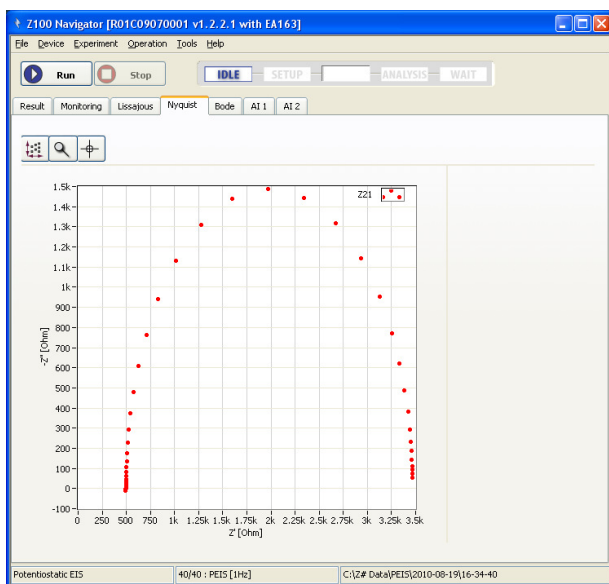 Z100 Navigator [R01C09070001 v1.2.2.1 with EA163]
File Device Experiment Operation Tools Help
Run Stop IDLE SETUP ANALYSIS WAIT
Result Monitoring Lissajous Nyquist Bode AI 1 AI 2
Z21
1.5k
1.4k
1.3k
1.2k
1.1k
1k
900
800
700
600
500
400
300
200
100
0
-100
-Z" [Ohm]
0 250 500 750 1k 1.25k 1.5k 1.75k 2k 2.25k 2.5k 2.75k 3k 3.25k 3.5k
Z' [Ohm]
Potentiostatic EIS 40/40 : PEIS [1Hz] C:\Z# Data\PEIS\2010-08-19\16-34-40